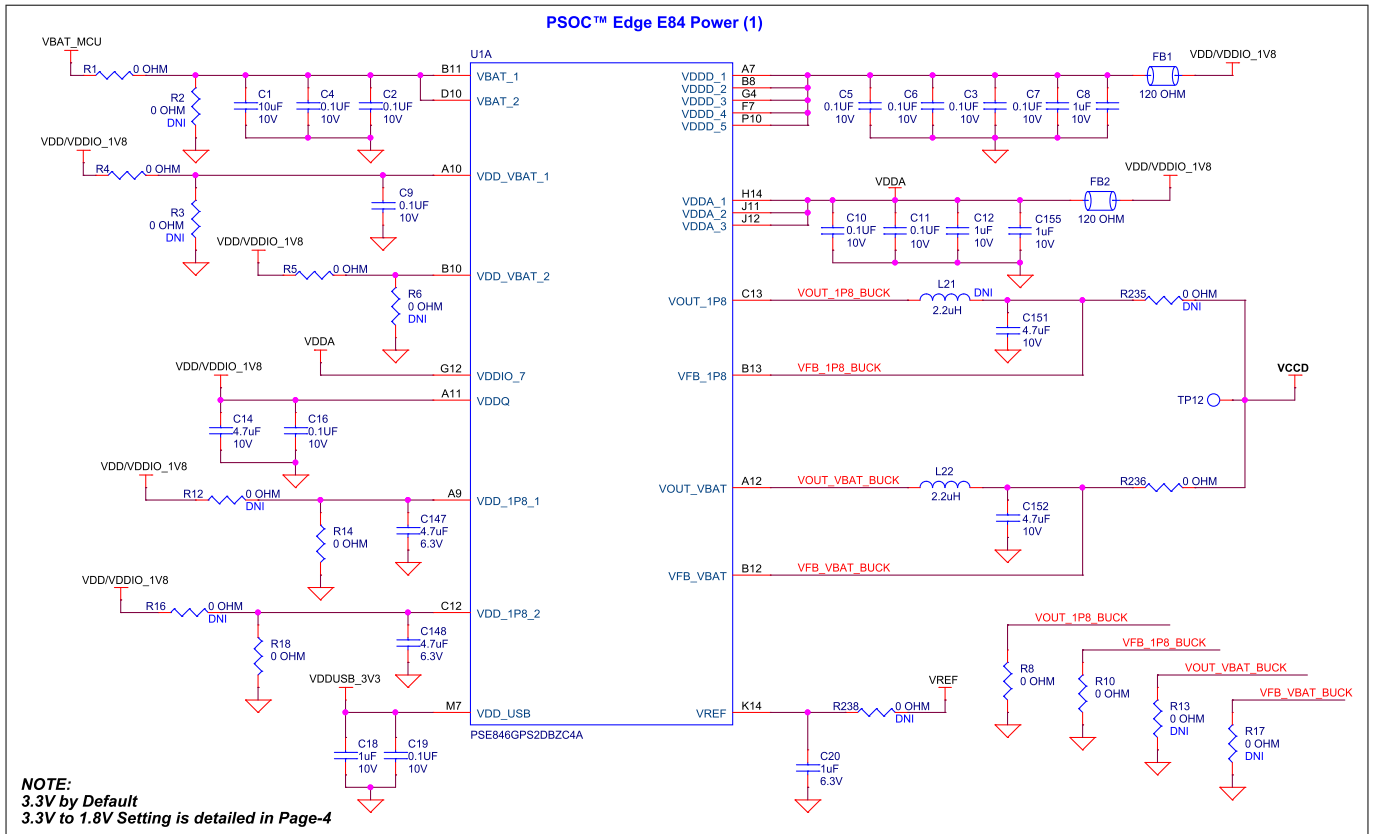 PSOC™ Edge E84 Power (1)
VBAT_MCU
R1 0 OHM
R2
0 OHM
DNI
C1
10uF
10V
C4
0.1UF
10V
C2
0.1UF
10V
B11
D10
VDD/VDDIO_1V8
R4 0 OHM
R3
0 OHM
DNI
C9
0.1UF
10V
A10
VDD/VDDIO_1V8
R5 0 OHM
R6
0 OHM
DNI
B10
VDDA
G12
VDD/VDDIO_1V8
A11
C14
4.7uF
10V
C16
0.1UF
10V
VDD/VDDIO_1V8
R12 0 OHM
DNI
R14
0 OHM
C147
4.7uF
6.3V
A9
VDD/VDDIO_1V8
R16 0 OHM
DNI
R18
0 OHM
C148
4.7uF
6.3V
C12
VDDUSB_3V3
M7
C18
1uF
10V
C19
0.1UF
10V
U1A
VBAT_1
VBAT_2
VDD_VBAT_1
VDD_VBAT_2
VDDIO_7
VDDQ
VDD_1P8_1
VDD_1P8_2
VDD_USB
VDDD_1
VDDD_2
VDDD_3
VDDD_4
VDDD_5
VDDA_1
VDDA_2
VDDA_3
VOUT_1P8
VFB_1P8
VOUT_VBAT
VFB_VBAT
VREF
PSE846GPS2DBZC4A
A7
B8
G4
F7
P10
C5
0.1UF
10V
C6
0.1UF
10V
C3
0.1UF
10V
C7
0.1UF
10V
C8
1uF
10V
FB1
120 OHM
VDD/VDDIO_1V8
H14
J11
J12
VDDA
C10
0.1UF
10V
C11
0.1UF
10V
C12
1uF
10V
C155
1uF
10V
FB2
120 OHM
VDD/VDDIO_1V8
C13
VOUT_1P8_BUCK
L21
DNI
2.2uH
C151
4.7uF
10V
R235 0 OHM
DNI
B13
VFB_1P8_BUCK
TP12
VCCD
A12
VOUT_VBAT_BUCK
L22
2.2uH
C152
4.7uF
10V
R236 0 OHM
B12
VFB_VBAT_BUCK
K14
R238 0 OHM
DNI
VREF
C20
1uF
6.3V
VOUT_1P8_BUCK
R8
0 OHM
VFB_1P8_BUCK
R10
0 OHM
VOUT_VBAT_BUCK
R13
0 OHM
DNI
VFB_VBAT_BUCK
R17
0 OHM
DNI
NOTE:
3.3V by Default
3.3V to 1.8V Setting is detailed in Page-4